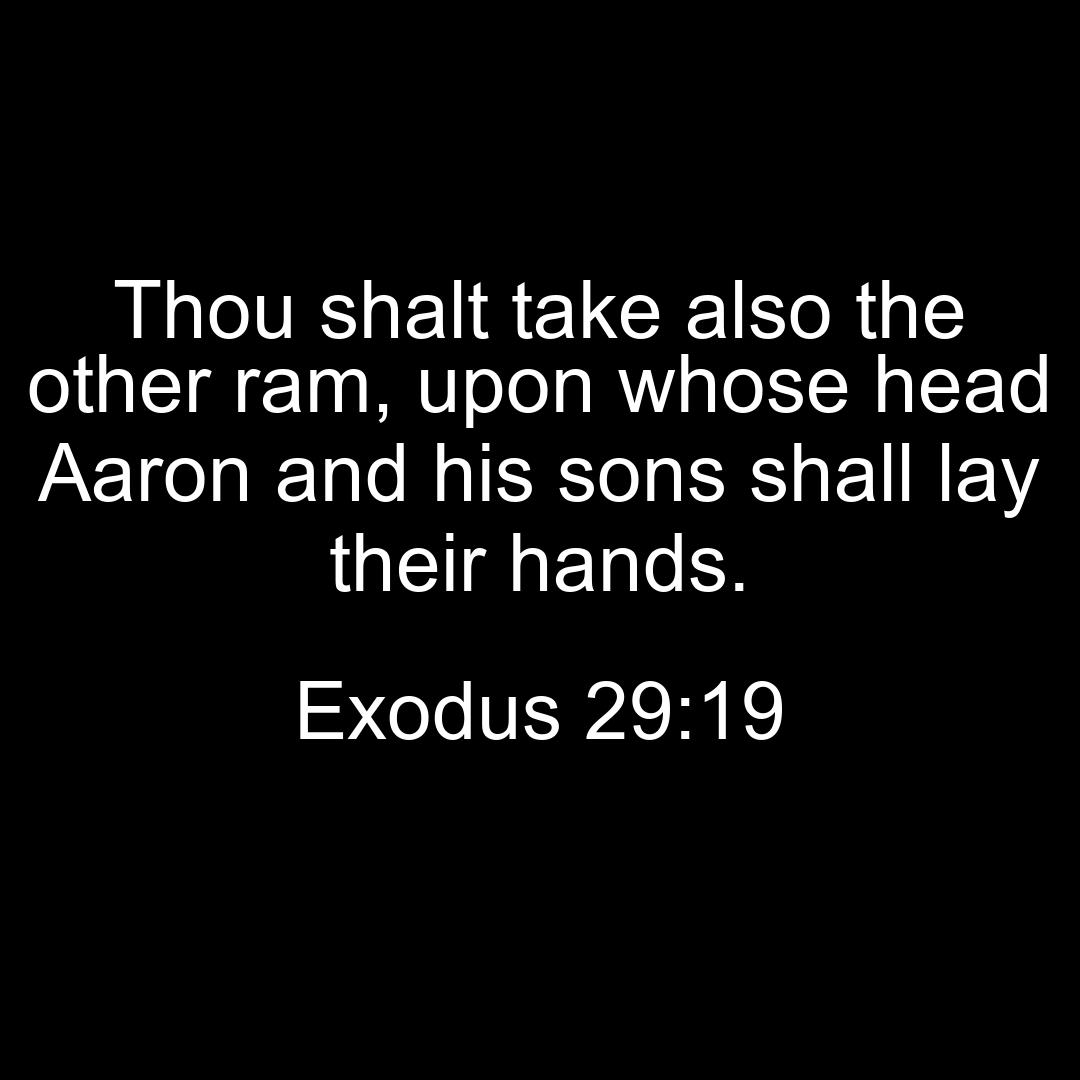 Thou shalt take also the
other ram, upon whose head
Aaron and his sons shall lay
their hands.
Exodus 29:19